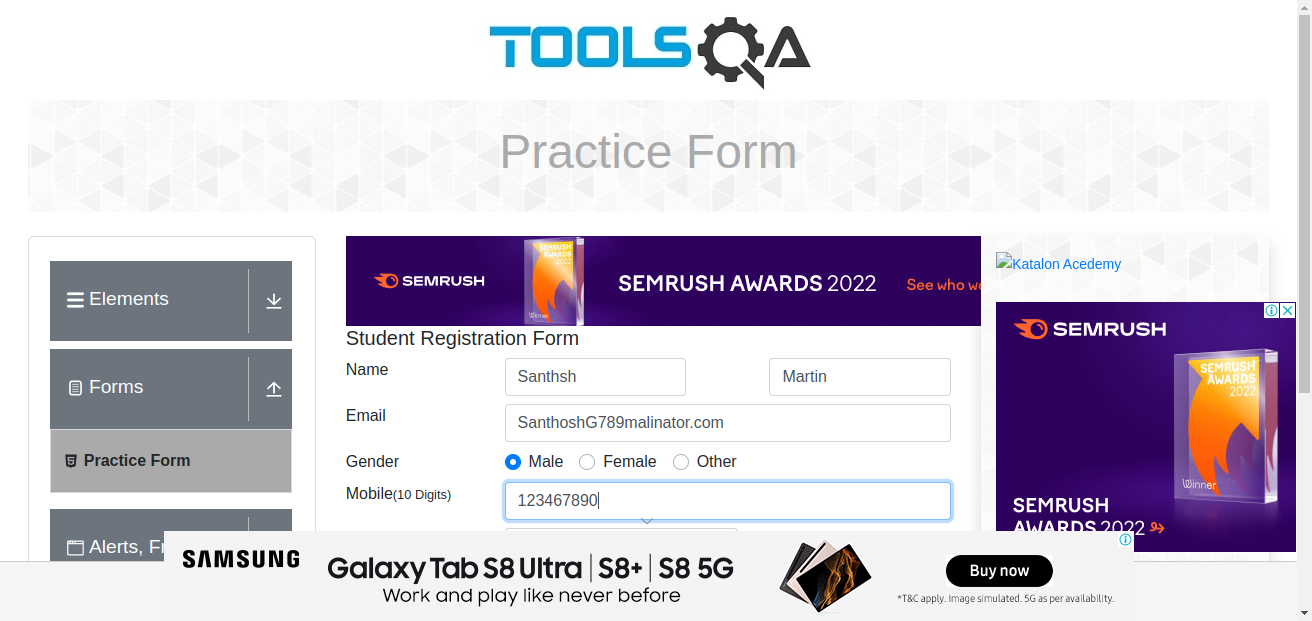 TOOLSQA
Practice Form
Elements
Forms
Practice Form
Alerts, Fr
SEMRUSH
SEMRUSH AWARDS 2022
See who w
SEMRUSH
AWARDS
2022
Winner
Student Registration Form
Name
Santhsh
Martin
Email
SanthoshG789malinator.com
Gender
Male
Female
Other
Mobile(10 Digits)
123467890
Katalon Acedemy
SEMRUSH
SEMRUSH
AWARDS
2022
Winner
SEMRUSH
AWARDS 2022
SAMSUNG
Galaxy Tab S8 Ultra | S8+ | S8 5G
Work and play like never before
Buy now
*T&C apply. Image simulated. 5G as per availability.